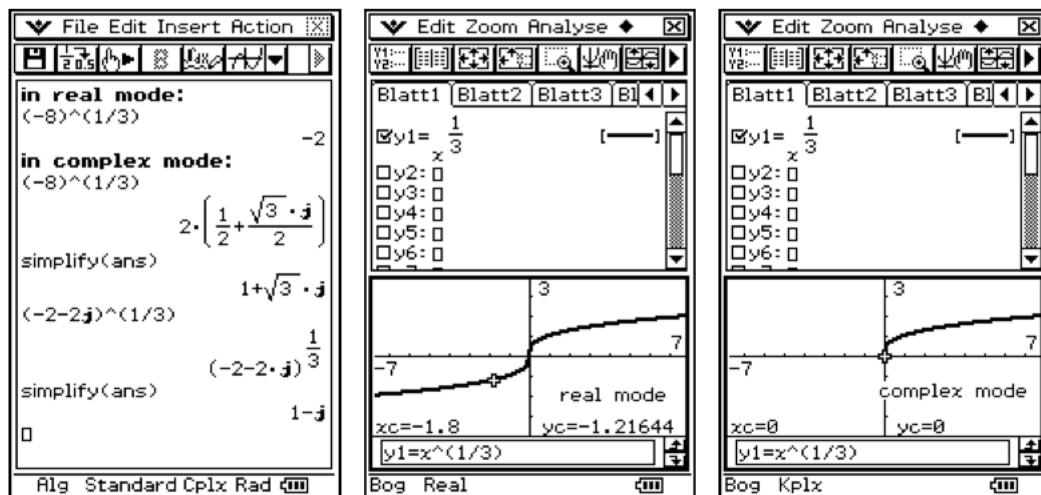 File Edit Insert Action
in real mode:
(-8)^(1/3)
-2
in complex mode:
(-8)^(1/3)
2·(1/2+√3·j/2)
simplify(ans)
1+√3·j
(-2-2j)^(1/3)
(-2-2·j)^1/3
simplify(ans)
1-j
Alg Standard Cplx Rad
Edit Zoom Analyse
Y1:...
Y2:...
Blatt1 Blatt2 Blatt3 Bl
y1=x^1/3
y2:
y3:
y4:
y5:
y6:
3
-7 7
real mode
xc=-1.8 yc=-1.21644
y1=x^(1/3)
Bog Real
Edit Zoom Analyse
Y1:...
Y2:...
Blatt1 Blatt2 Blatt3 Bl
y1=x^1/3
y2:
y3:
y4:
y5:
y6:
3
-7 7
complex mode
xc=0 yc=0
y1=x^(1/3)
Bog Kplx